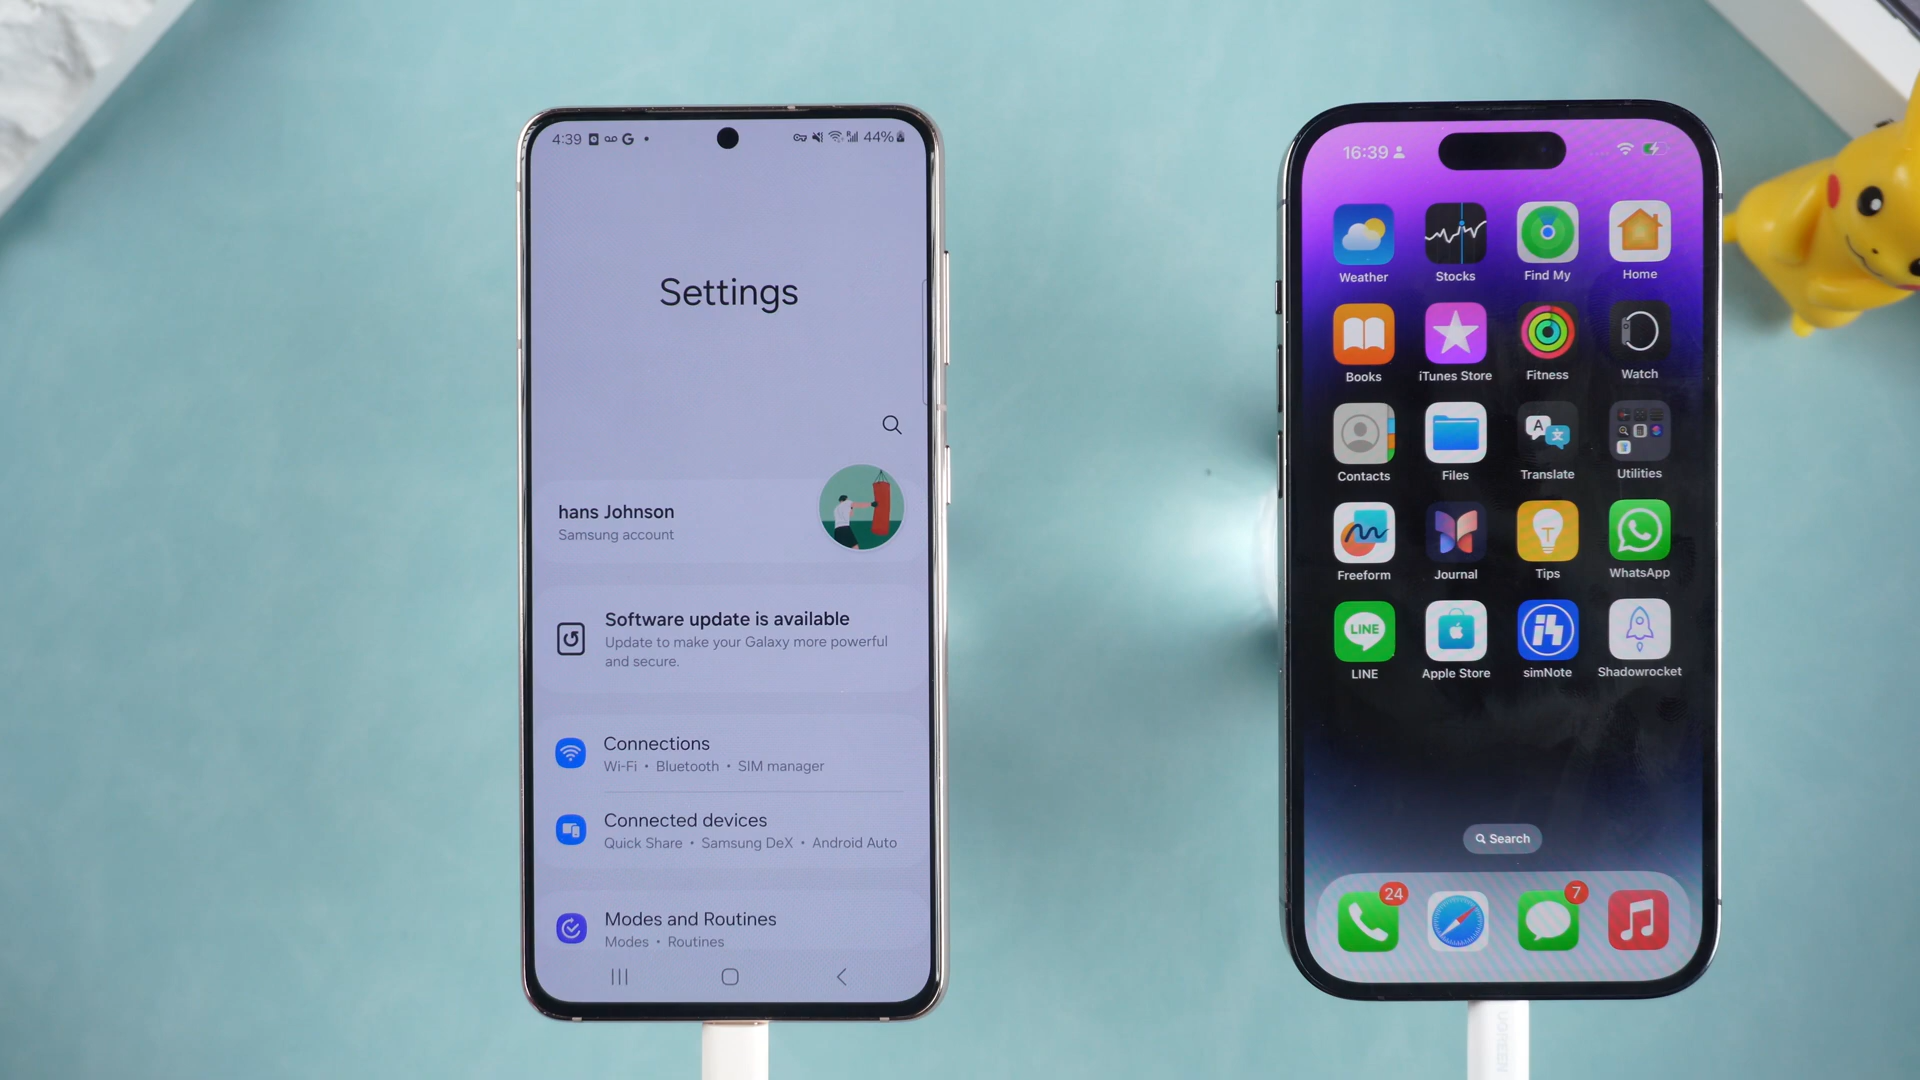 4:39
G
44%
Settings
hans Johnson
Samsung account
Software update is available
Update to make your Galaxy more powerful
and secure.
Connections
Wi-Fi • Bluetooth • SIM manager
Connected devices
Quick Share • Samsung DeX • Android Auto
Modes and Routines
Modes • Routines
16:39
Weather
Stocks
Find My
Home
Books
iTunes Store
Fitness
Watch
Contacts
Files
A 文
Translate
Utilities
Freeform
Journal
T
Tips
WhatsApp
LINE
LINE
Apple Store
simNote
Shadowrocket
Search
24
7
UGREEN